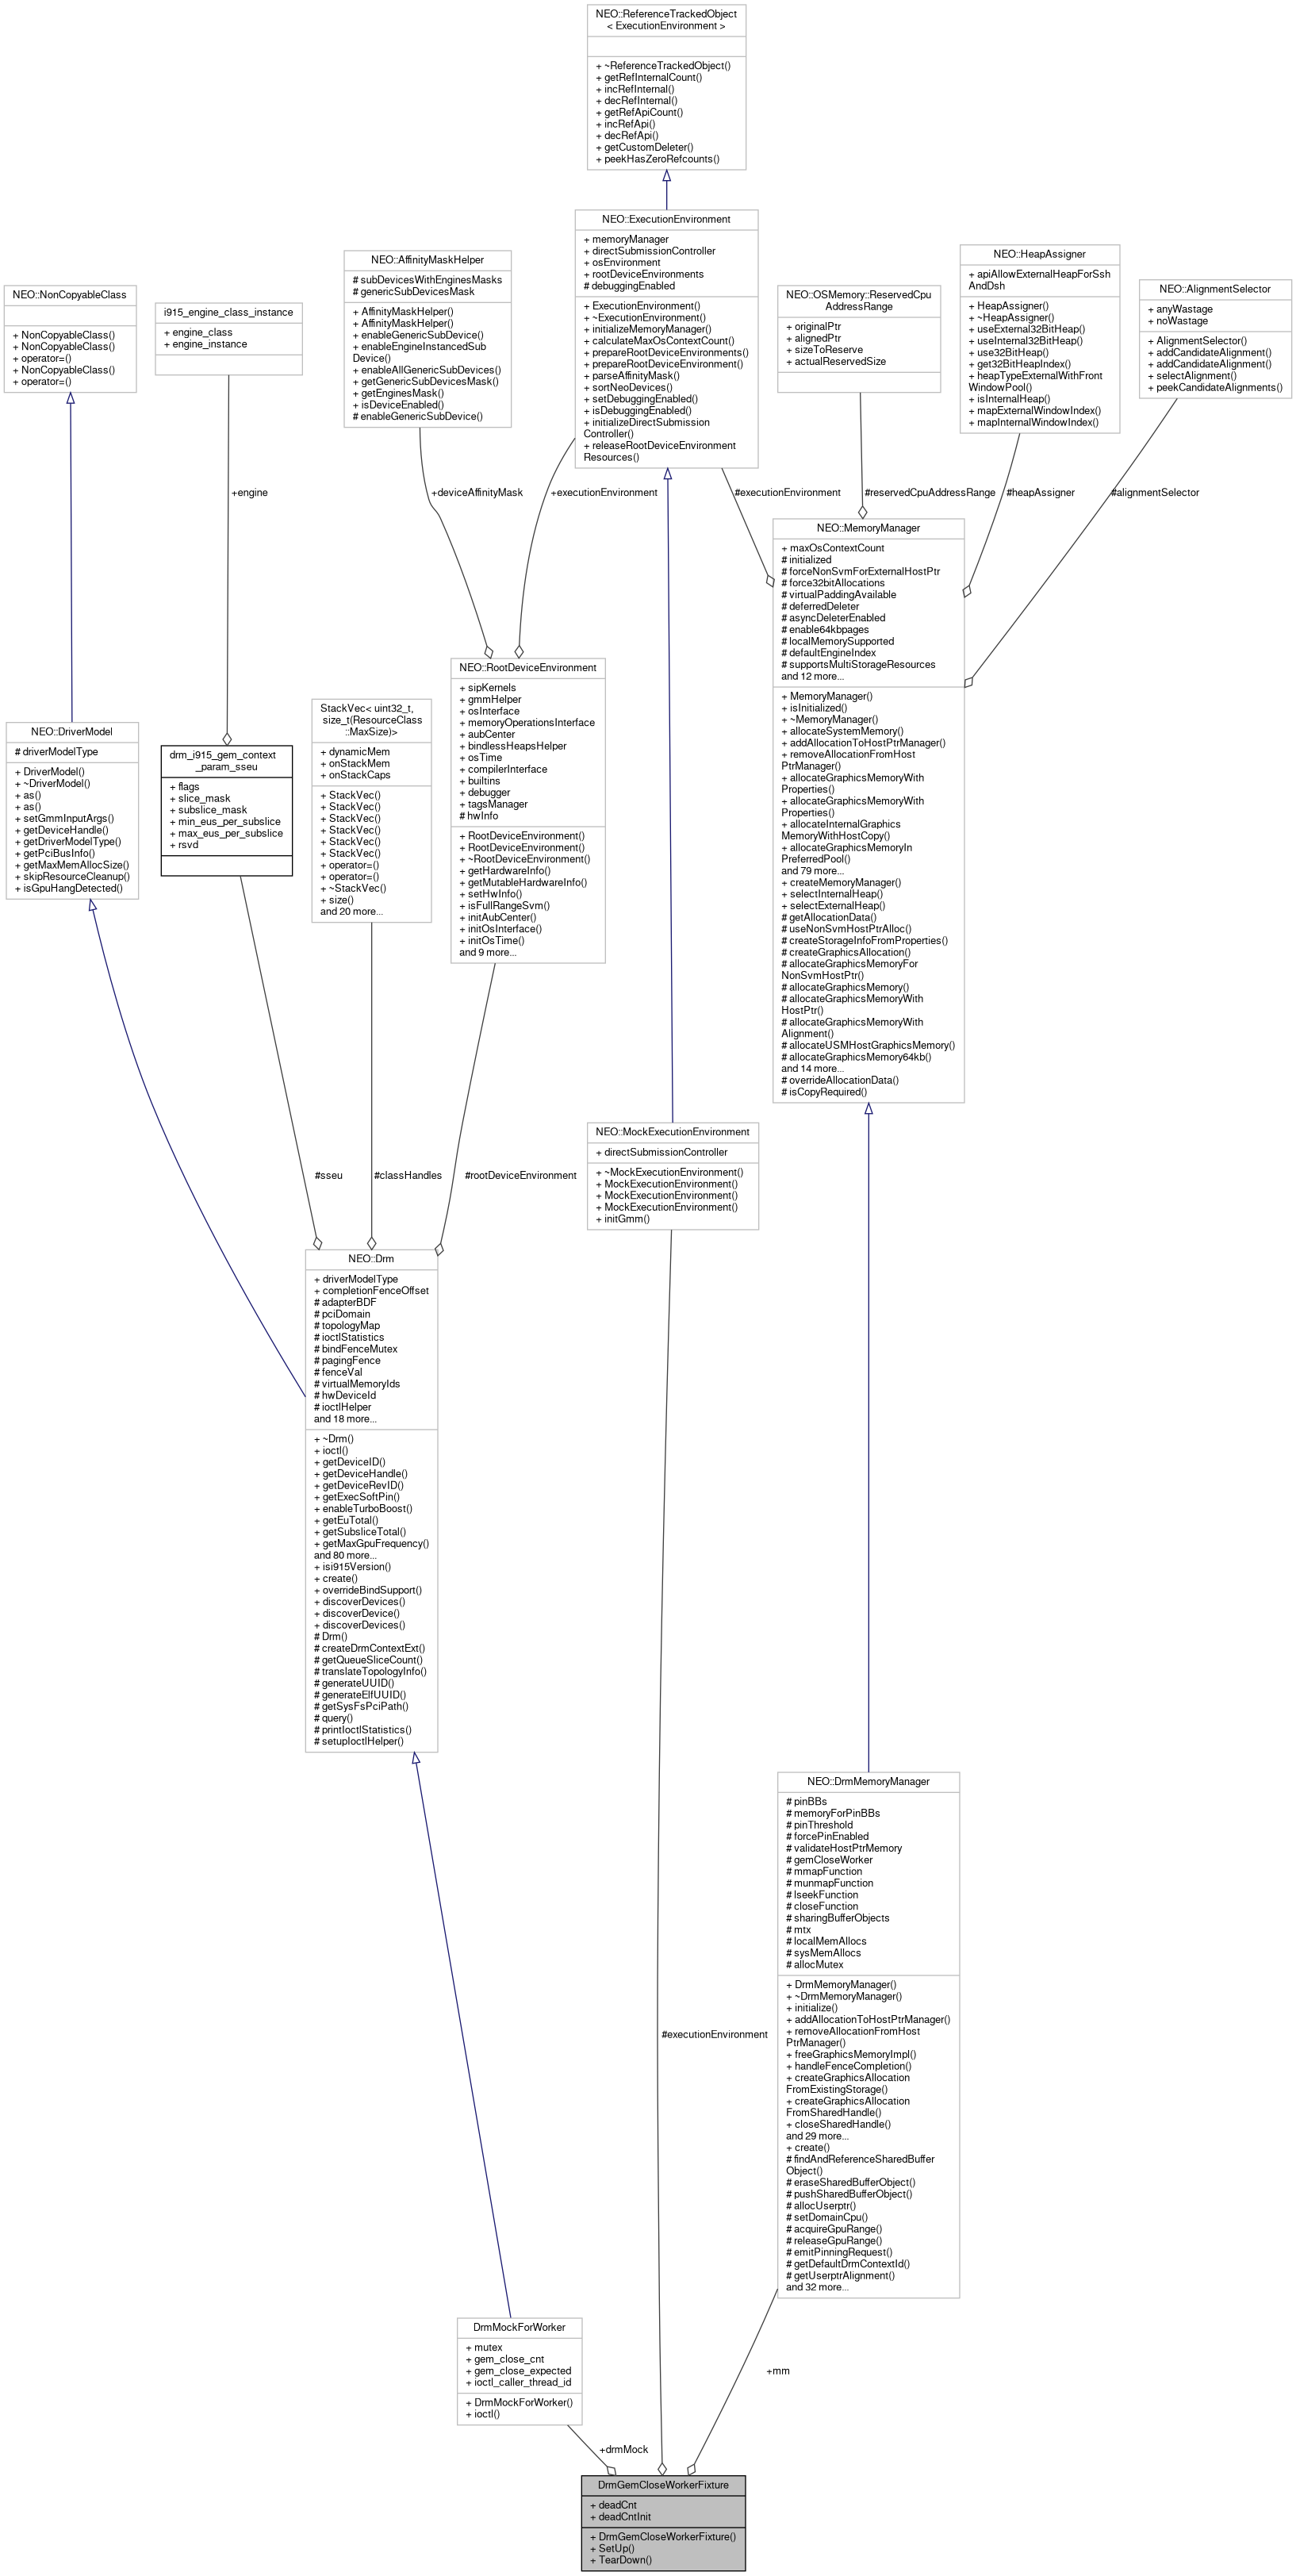 NEO::ReferenceTrackedObject
< ExecutionEnvironment >
+ ~ReferenceTrackedObject()
+ getRefInternalCount()
+ incRefInternal()
+ decRefInternal()
+ getRefApiCount()
+ incRefApi()
+ decRefApi()
+ getCustomDeleter()
+ peekHasZeroRefcounts()
NEO::ExecutionEnvironment
+ memoryManager
+ directSubmissionController
+ osEnvironment
+ rootDeviceEnvironments
# debuggingEnabled
+ ExecutionEnvironment()
+ ~ExecutionEnvironment()
+ initializeMemoryManager()
+ calculateMaxOsContextCount()
+ prepareRootDeviceEnvironments()
+ prepareRootDeviceEnvironment()
+ parseAffinityMask()
+ sortNeoDevices()
+ setDebuggingEnabled()
+ isDebuggingEnabled()
+ initializeDirectSubmission
Controller()
+ releaseRootDeviceEnvironment
Resources()
NEO::AffinityMaskHelper
# subDevicesWithEnginesMasks
# genericSubDevicesMask
+ AffinityMaskHelper()
+ AffinityMaskHelper()
+ enableGenericSubDevice()
+ enableEngineInstancedSub
Device()
+ enableAllGenericSubDevices()
+ getGenericSubDevicesMask()
+ getEnginesMask()
+ isDeviceEnabled()
# enableGenericSubDevice()
NEO::HeapAssigner
+ apiAllowExternalHeapForSsh
AndDsh
+ HeapAssigner()
+ ~HeapAssigner()
+ useExternal32BitHeap()
+ useInternal32BitHeap()
+ use32BitHeap()
+ get32BitHeapIndex()
+ heapTypeExternalWithFront
WindowPool()
+ isInternalHeap()
+ mapExternalWindowIndex()
+ mapInternalWindowIndex()
NEO::AlignmentSelector
+ anyWastage
+ noWastage
+ AlignmentSelector()
+ addCandidateAlignment()
+ addCandidateAlignment()
+ selectAlignment()
+ peekCandidateAlignments()
NEO::OSMemory::ReservedCpu
AddressRange
+ originalPtr
+ alignedPtr
+ sizeToReserve
+ actualReservedSize
NEO::NonCopyableClass
+ NonCopyableClass()
+ NonCopyableClass()
+ operator=()
+ NonCopyableClass()
+ operator=()
i915_engine_class_instance
+ engine_class
+ engine_instance
+engine
+deviceAffinityMask
+executionEnvironment
#executionEnvironment
#reservedCpuAddressRange
#heapAssigner
#alignmentSelector
NEO::MemoryManager
+ maxOsContextCount
# initialized
# forceNonSvmForExternalHostPtr
# force32bitAllocations
# virtualPaddingAvailable
# deferredDeleter
# asyncDeleterEnabled
# enable64kbpages
# localMemorySupported
# defaultEngineIndex
# supportsMultiStorageResources
and 12 more...
+ MemoryManager()
+ isInitialized()
+ ~MemoryManager()
+ allocateSystemMemory()
+ addAllocationToHostPtrManager()
+ removeAllocationFromHost
PtrManager()
+ allocateGraphicsMemoryWith
Properties()
+ allocateGraphicsMemoryWith
Properties()
+ allocateInternalGraphics
MemoryWithHostCopy()
+ allocateGraphicsMemoryIn
PreferredPool()
and 79 more...
+ createMemoryManager()
+ selectInternalHeap()
+ selectExternalHeap()
# getAllocationData()
# useNonSvmHostPtrAlloc()
# createStorageInfoFromProperties()
# createGraphicsAllocation()
# allocateGraphicsMemoryFor
NonSvmHostPtr()
# allocateGraphicsMemory()
# allocateGraphicsMemoryWith
HostPtr()
# allocateGraphicsMemoryWith
Alignment()
# allocateUSMHostGraphicsMemory()
# allocateGraphicsMemory64kb()
and 14 more...
# overrideAllocationData()
# isCopyRequired()
NEO::RootDeviceEnvironment
+ sipKernels
+ gmmHelper
+ osInterface
+ memoryOperationsInterface
+ aubCenter
+ bindlessHeapsHelper
+ osTime
+ compilerInterface
+ builtins
+ debugger
+ tagsManager
# hwInfo
+ RootDeviceEnvironment()
+ RootDeviceEnvironment()
+ ~RootDeviceEnvironment()
+ getHardwareInfo()
+ getMutableHardwareInfo()
+ setHwInfo()
+ isFullRangeSvm()
+ initAubCenter()
+ initOsInterface()
+ initOsTime()
and 9 more...
StackVec< uint32_t,
size_t(ResourceClass
::MaxSize)>
+ dynamicMem
+ onStackMem
+ onStackCaps
+ StackVec()
+ StackVec()
+ StackVec()
+ StackVec()
+ StackVec()
+ StackVec()
+ operator=()
+ operator=()
+ ~StackVec()
+ size()
and 20 more...
NEO::DriverModel
# driverModelType
+ DriverModel()
+ ~DriverModel()
+ as()
+ as()
+ setGmmInputArgs()
+ getDeviceHandle()
+ getDriverModelType()
+ getPciBusInfo()
+ getMaxMemAllocSize()
+ skipResourceCleanup()
+ isGpuHangDetected()
drm_i915_gem_context
_param_sseu
+ flags
+ slice_mask
+ subslice_mask
+ min_eus_per_subslice
+ max_eus_per_subslice
+ rsvd
NEO::MockExecutionEnvironment
+ directSubmissionController
+ ~MockExecutionEnvironment()
+ MockExecutionEnvironment()
+ MockExecutionEnvironment()
+ MockExecutionEnvironment()
+ initGmm()
#sseu
#classHandles
#rootDeviceEnvironment
NEO::Drm
+ driverModelType
+ completionFenceOffset
# adapterBDF
# pciDomain
# topologyMap
# ioctlStatistics
# bindFenceMutex
# pagingFence
# fenceVal
# virtualMemoryIds
# hwDeviceId
# ioctlHelper
and 18 more...
+ ~Drm()
+ ioctl()
+ getDeviceID()
+ getDeviceHandle()
+ getDeviceRevID()
+ getExecSoftPin()
+ enableTurboBoost()
+ getEuTotal()
+ getSubsliceTotal()
+ getMaxGpuFrequency()
and 80 more...
+ isi915Version()
+ create()
+ overrideBindSupport()
+ discoverDevices()
+ discoverDevice()
+ discoverDevices()
# Drm()
# createDrmContextExt()
# getQueueSliceCount()
# translateTopologyInfo()
# generateUUID()
# generateElfUUID()
# getSysFsPciPath()
# query()
# printIoctlStatistics()
# setupIoctlHelper()
NEO::DrmMemoryManager
# pinBBs
# memoryForPinBBs
# pinThreshold
# forcePinEnabled
# validateHostPtrMemory
# gemCloseWorker
# mmapFunction
# munmapFunction
# lseekFunction
# closeFunction
# sharingBufferObjects
# mtx
# localMemAllocs
# sysMemAllocs
# allocMutex
+ DrmMemoryManager()
+ ~DrmMemoryManager()
+ initialize()
+ addAllocationToHostPtrManager()
+ removeAllocationFromHost
PtrManager()
+ freeGraphicsMemoryImpl()
+ handleFenceCompletion()
+ createGraphicsAllocation
FromExistingStorage()
+ createGraphicsAllocation
FromSharedHandle()
+ closeSharedHandle()
and 29 more...
+ create()
# findAndReferenceSharedBuffer
Object()
# eraseSharedBufferObject()
# pushSharedBufferObject()
# allocUserptr()
# setDomainCpu()
# acquireGpuRange()
# releaseGpuRange()
# emitPinningRequest()
# getDefaultDrmContextId()
# getUserptrAlignment()
and 32 more...
#executionEnvironment
DrmMockForWorker
+ mutex
+ gem_close_cnt
+ gem_close_expected
+ ioctl_caller_thread_id
+ DrmMockForWorker()
+ ioctl()
+mm
+drmMock
DrmGemCloseWorkerFixture
+ deadCnt
+ deadCntInit
+ DrmGemCloseWorkerFixture()
+ SetUp()
+ TearDown()